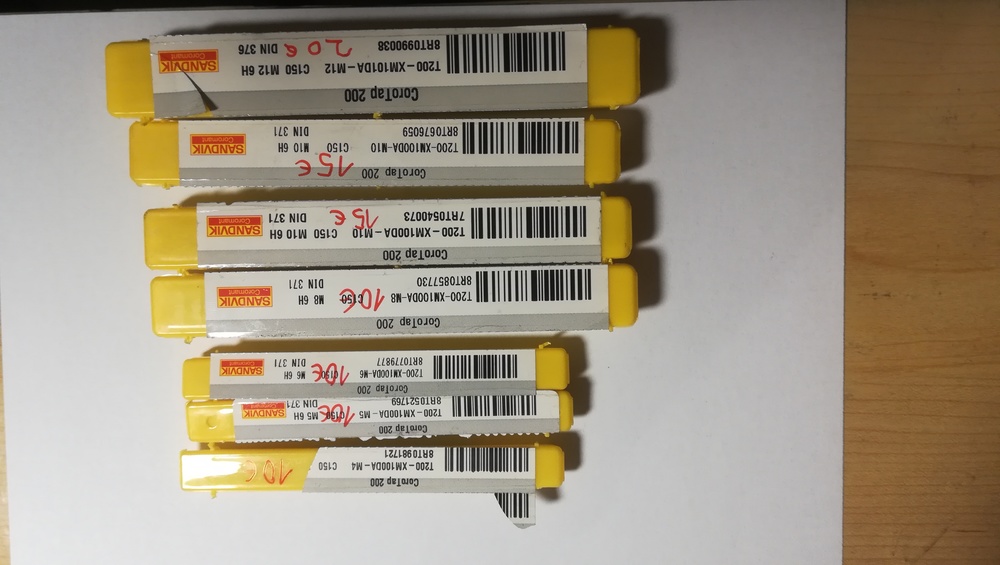 CoroTap 200
T200-XM100DA-M4 C150
8RT0981721
10€
CoroTap 200
T200-XM100DA-M5 C150 M5 6H
8RT0521769 DIN 371
10€
SANDVIK
Coromant
CoroTap 200
T200-XM100DA-M6 C150 M6 6H
8RT0779877 DIN 371
10€
SANDVIK
Coromant
CoroTap 200
T200-XM100DA-M8 C150 M8 6H
8RT0857730 DIN 371
10€
SANDVIK
Coromant
CoroTap 200
T200-XM100DA-M10 C150 M10 6H
7RT0540073 DIN 371
15€
SANDVIK
Coromant
CoroTap 200
15€
T200-XM100DA-M10 C150 M10 6H
8RT0676059 DIN 371
SANDVIK
Coromant
CoroTap 200
T200-XM101DA-M12 C150 M12 6H
8RT0990038 DIN 376
20€
SANDVIK
Coromant